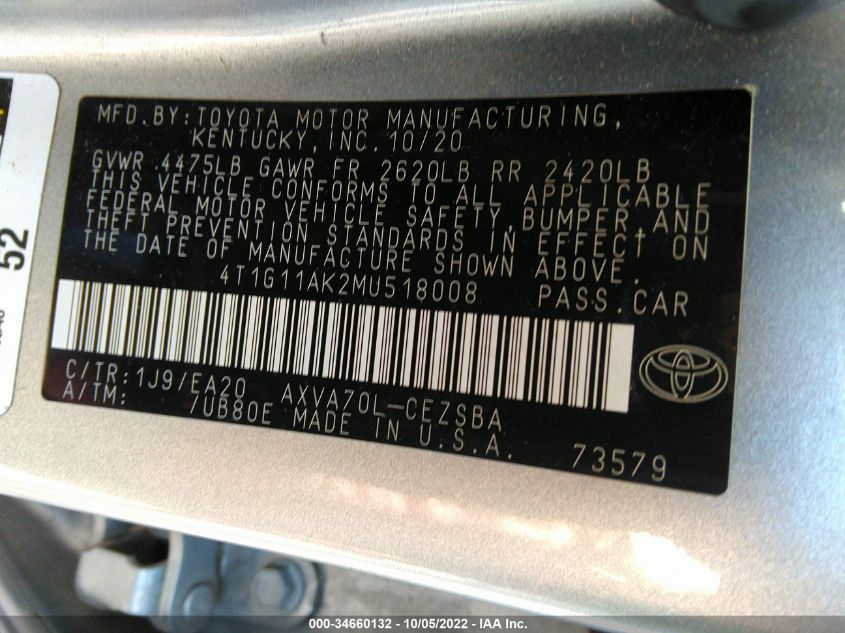 MFD.BY:TOYOTA MOTOR MANUFACTURING,
KENTUCKY,INC. 10/20
GVWR 4475LB GAWR FR 2620LB RR 2420LB
THIS VEHICLE CONFORMS TO ALL APPLICABLE
FEDERAL MOTOR VEHICLE SAFETY,BUMPER,AND
THEFT PREVENTION STANDARDS IN EFFECT ON
THE DATE OF MANUFACTURE SHOWN ABOVE.
4T1G11AK2MU518008 PASS.CAR
C/TR:1J9/EA20 AXVA70L-CEZSBA
A/TM: /UB80E MADE IN U.S.A.
73579
52
000-34660132 - 10/05/2022 - IAA Inc.